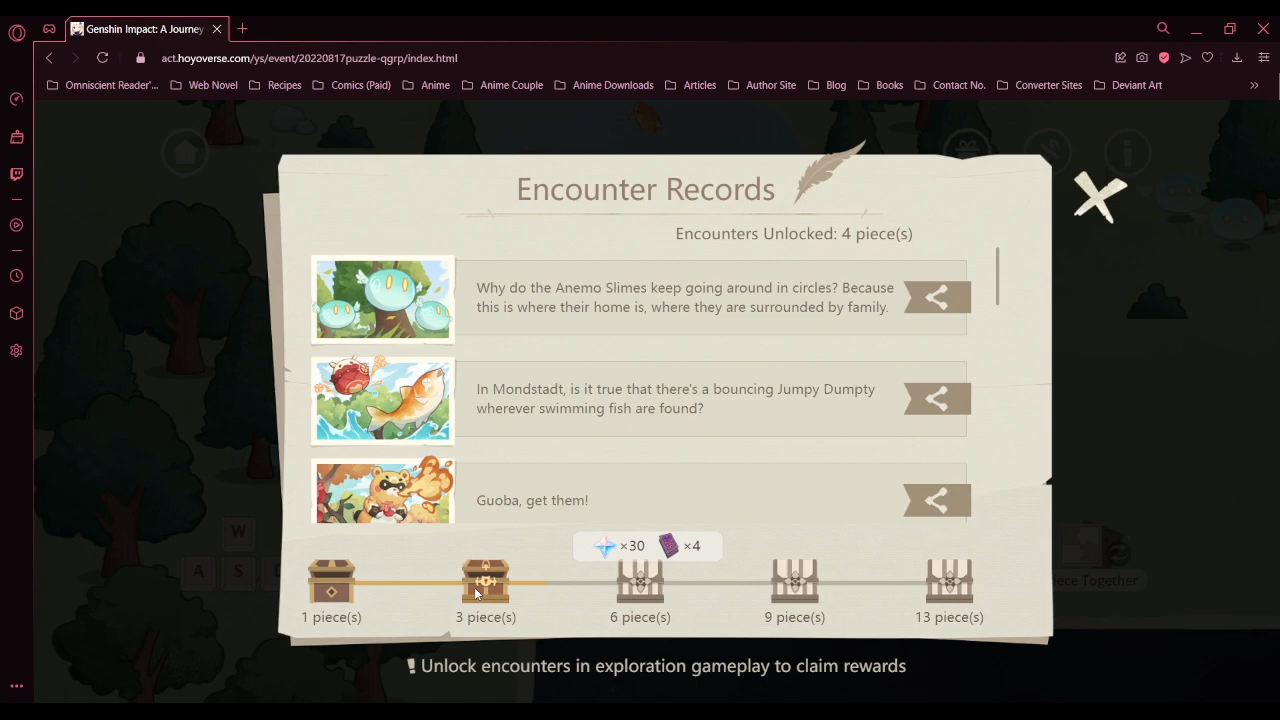 Genshin Impact: A Journey
act.hoyoverse.com/ys/event/20220817puzzle-qgrp/index.html
Omniscient Reader'... Web Novel Recipes Comics (Paid) Anime Anime Couple Anime Downloads Articles Author Site Blog Books Contact No. Converter Sites Deviant Art
Encounter Records
Encounters Unlocked: 4 piece(s)
Why do the Anemo Slimes keep going around in circles? Because
this is where their home is, where they are surrounded by family.
In Mondstadt, is it true that there's a bouncing Jumpy Dumpty
wherever swimming fish are found?
Guoba, get them!
W
A S
×30 ×4
Piece Together
1 piece(s) 3 piece(s) 6 piece(s) 9 piece(s) 13 piece(s)
! Unlock encounters in exploration gameplay to claim rewards